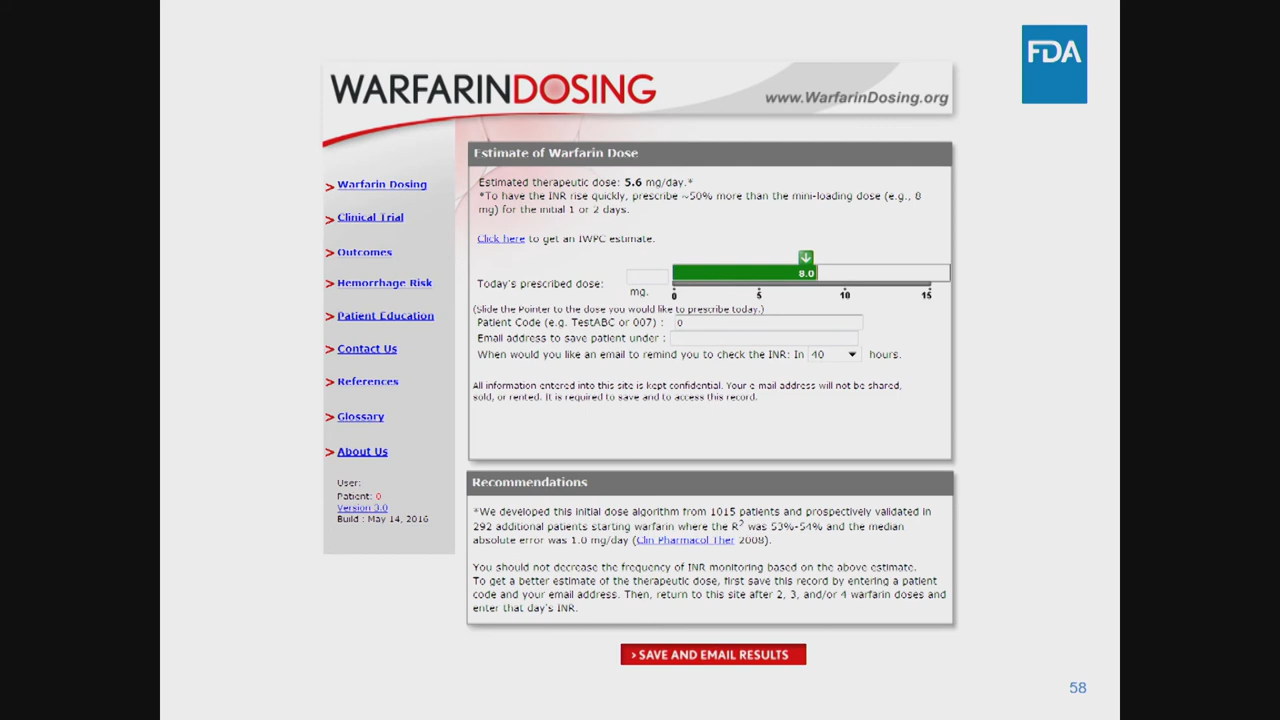 FDA
WARFARINDOSING
www.WarfarinDosing.org
> Warfarin Dosing
> Clinical Trial
> Outcomes
> Hemorrhage Risk
> Patient Education
> Contact Us
> References
> Glossary
> About Us
User:
Patient: 0
Version 3.0
Build : May 14, 2016
Estimate of Warfarin Dose
Estimated therapeutic dose: 5.6 mg/day.*
*To have the INR rise quickly, prescribe ~50% more than the mini-loading dose (e.g., 8
mg) for the initial 1 or 2 days.
Click here to get an IWPC estimate.
8.0
Today's prescribed dose:
mg.
0 5 10 15
(Slide the Pointer to the dose you would like to prescribe today.)
Patient Code (e.g. TestABC or 007) : 0
Email address to save patient under :
When would you like an email to remind you to check the INR: In 40 hours.
All information entered into this site is kept confidential. Your e-mail address will not be shared,
sold, or rented. It is required to save and to access this record.
Recommendations
*We developed this initial dose algorithm from 1015 patients and prospectively validated in
292 additional patients starting warfarin where the R² was 53%-54% and the median
absolute error was 1.0 mg/day (Clin Pharmacol Ther 2008).
You should not decrease the frequency of INR monitoring based on the above estimate.
To get a better estimate of the therapeutic dose, first save this record by entering a patient
code and your email address. Then, return to this site after 2, 3, and/or 4 warfarin doses and
enter that day's INR.
> SAVE AND EMAIL RESULTS
58